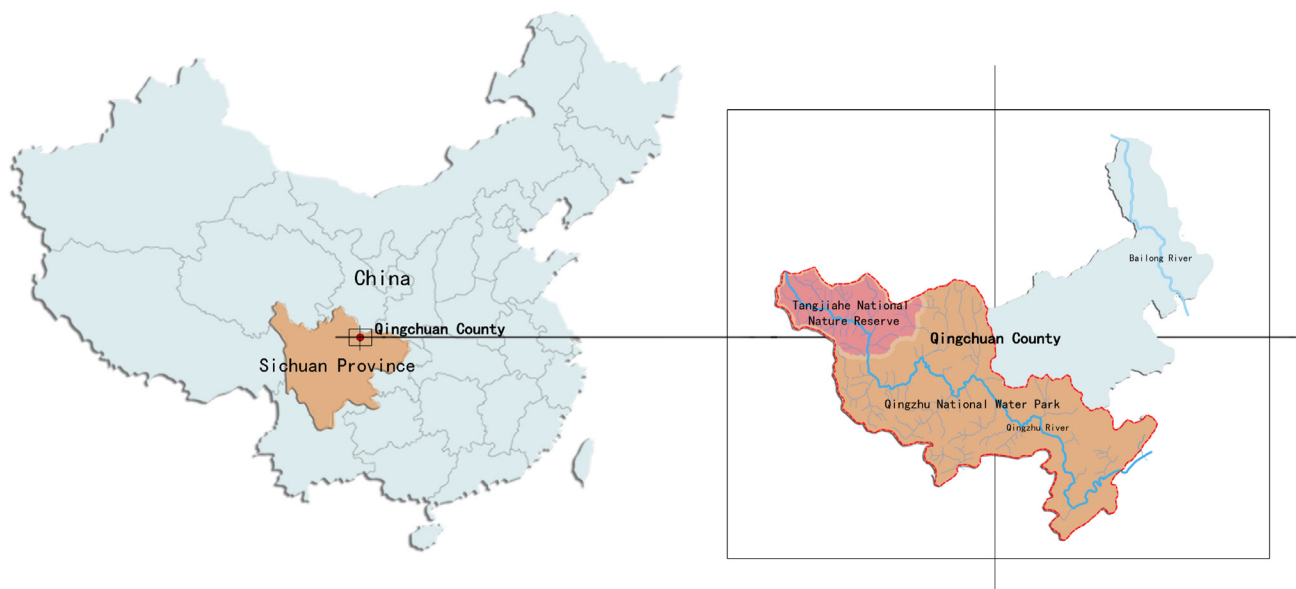 China
Qingchuan County
Sichuan Province
Bailong River
Tangjiahe National
Nature Reserve
Qingchuan County
Qingzhu National Water Park
Qingzhu River